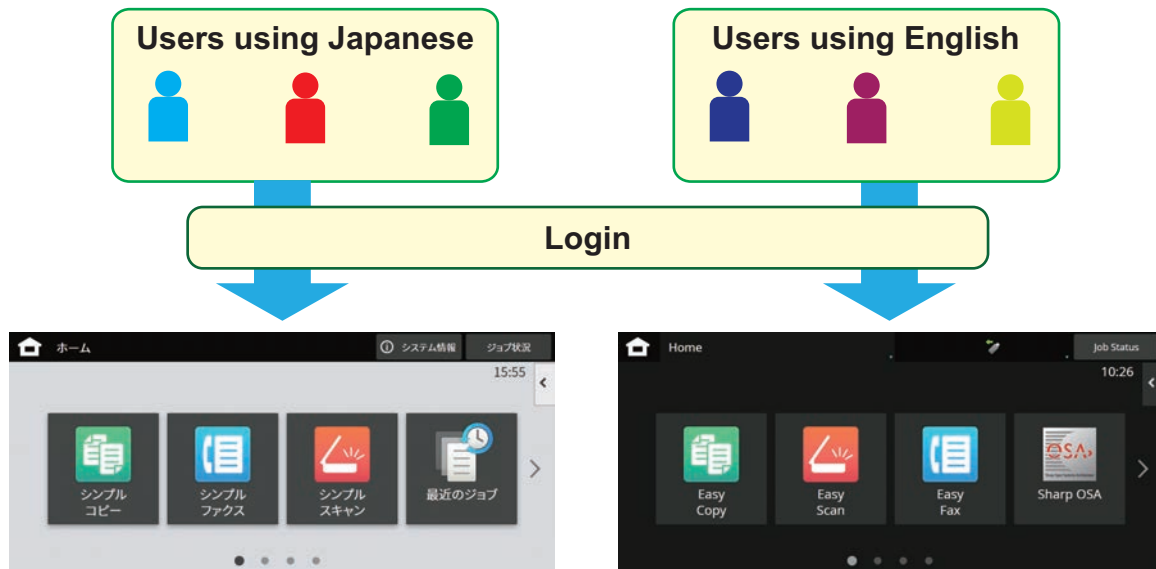 Users using Japanese
Users using English
Login
ホーム
システム情報
ジョブ状況
15:55
シンプル
コピー
シンプル
ファクス
シンプル
スキャン
最近のジョブ
Home
Job Status
10:26
Easy
Copy
Easy
Scan
Easy
Fax
OSA
Sharp OSA